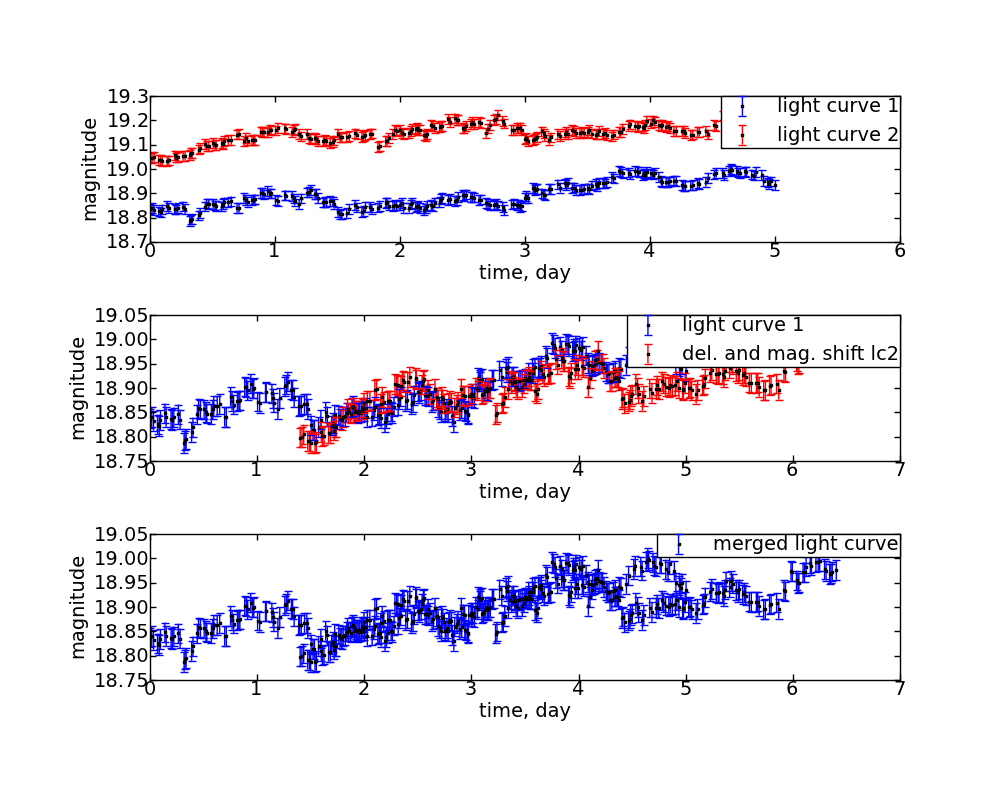 19.3
19.2
19.1
19.0
18.9
18.8
18.7
magnitude
light curve 1
light curve 2
0 1 2 3 4 5 6
time, day
19.05
19.00
18.95
18.90
18.85
18.80
18.75
magnitude
light curve 1
del. and mag. shift lc2
0 1 2 3 4 5 6 7
time, day
19.05
19.00
18.95
18.90
18.85
18.80
18.75
magnitude
merged light curve
0 1 2 3 4 5 6 7
time, day